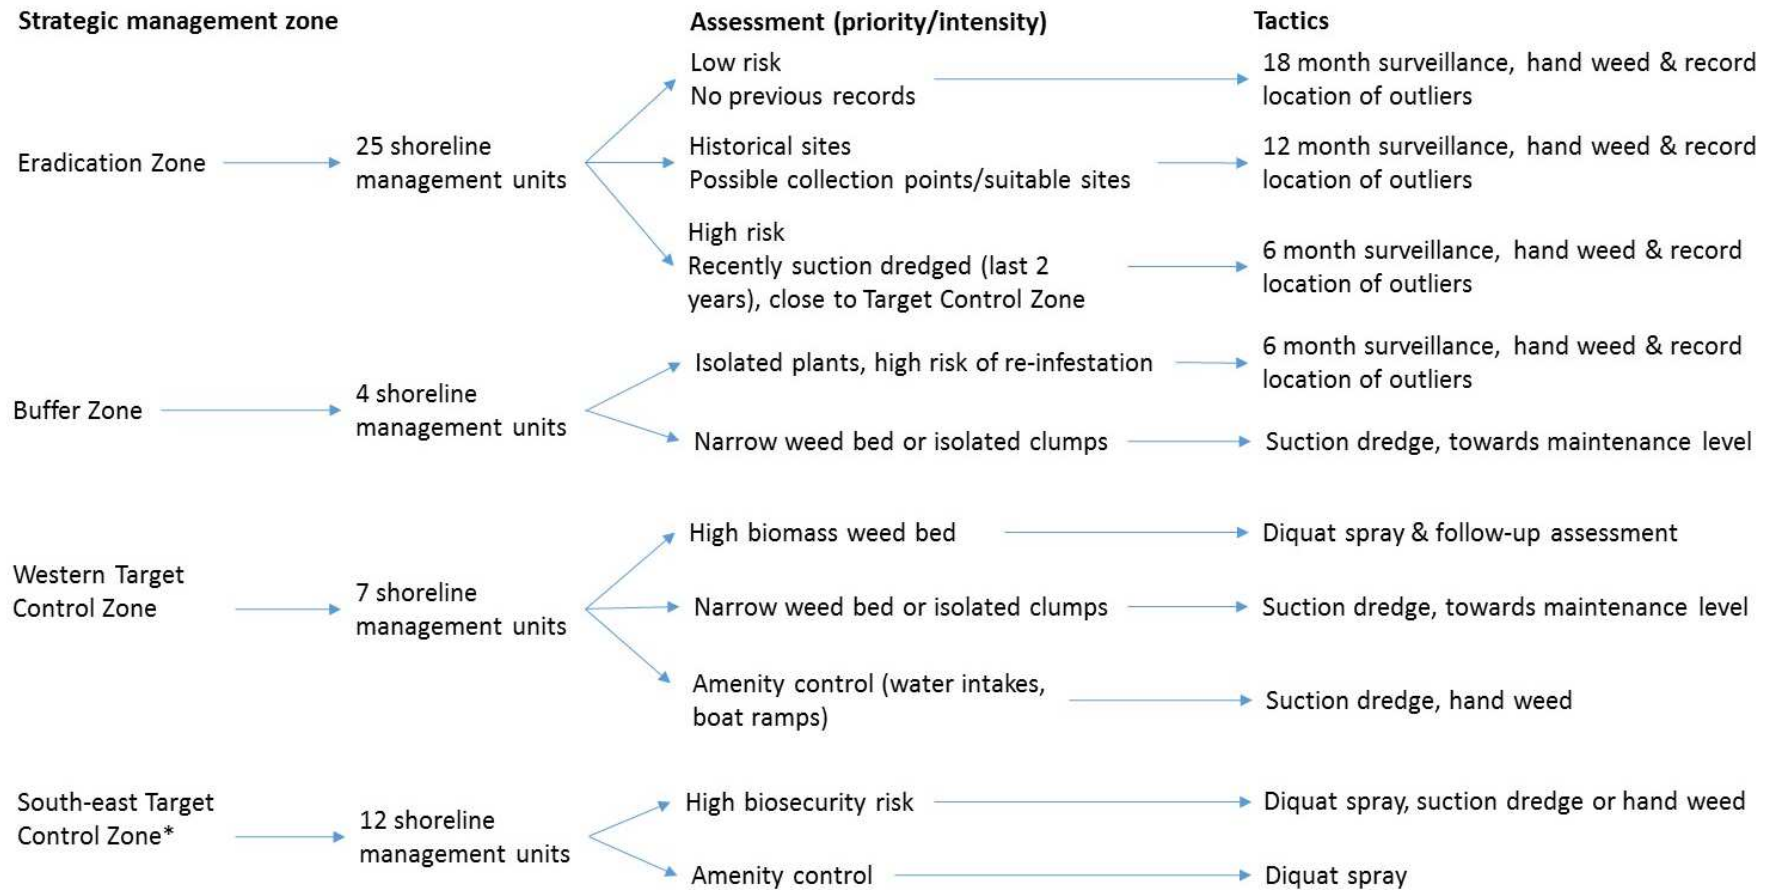 Strategic management zone
Assessment (priority/intensity)
Tactics
Eradication Zone
25 shoreline
management units
Low risk
No previous records
18 month surveillance, hand weed & record
location of outliers
Historical sites
Possible collection points/suitable sites
12 month surveillance, hand weed & record
location of outliers
High risk
Recently suction dredged (last 2
years), close to Target Control Zone
6 month surveillance, hand weed & record
location of outliers
Buffer Zone
4 shoreline
management units
Isolated plants, high risk of re-infestation
6 month surveillance, hand weed & record
location of outliers
Narrow weed bed or isolated clumps
Suction dredge, towards maintenance level
Western Target
Control Zone
7 shoreline
management units
High biomass weed bed
Diquat spray & follow-up assessment
Narrow weed bed or isolated clumps
Suction dredge, towards maintenance level
Amenity control (water intakes,
boat ramps)
Suction dredge, hand weed
South-east Target
Control Zone*
12 shoreline
management units
High biosecurity risk
Diquat spray, suction dredge or hand weed
Amenity control
Diquat spray